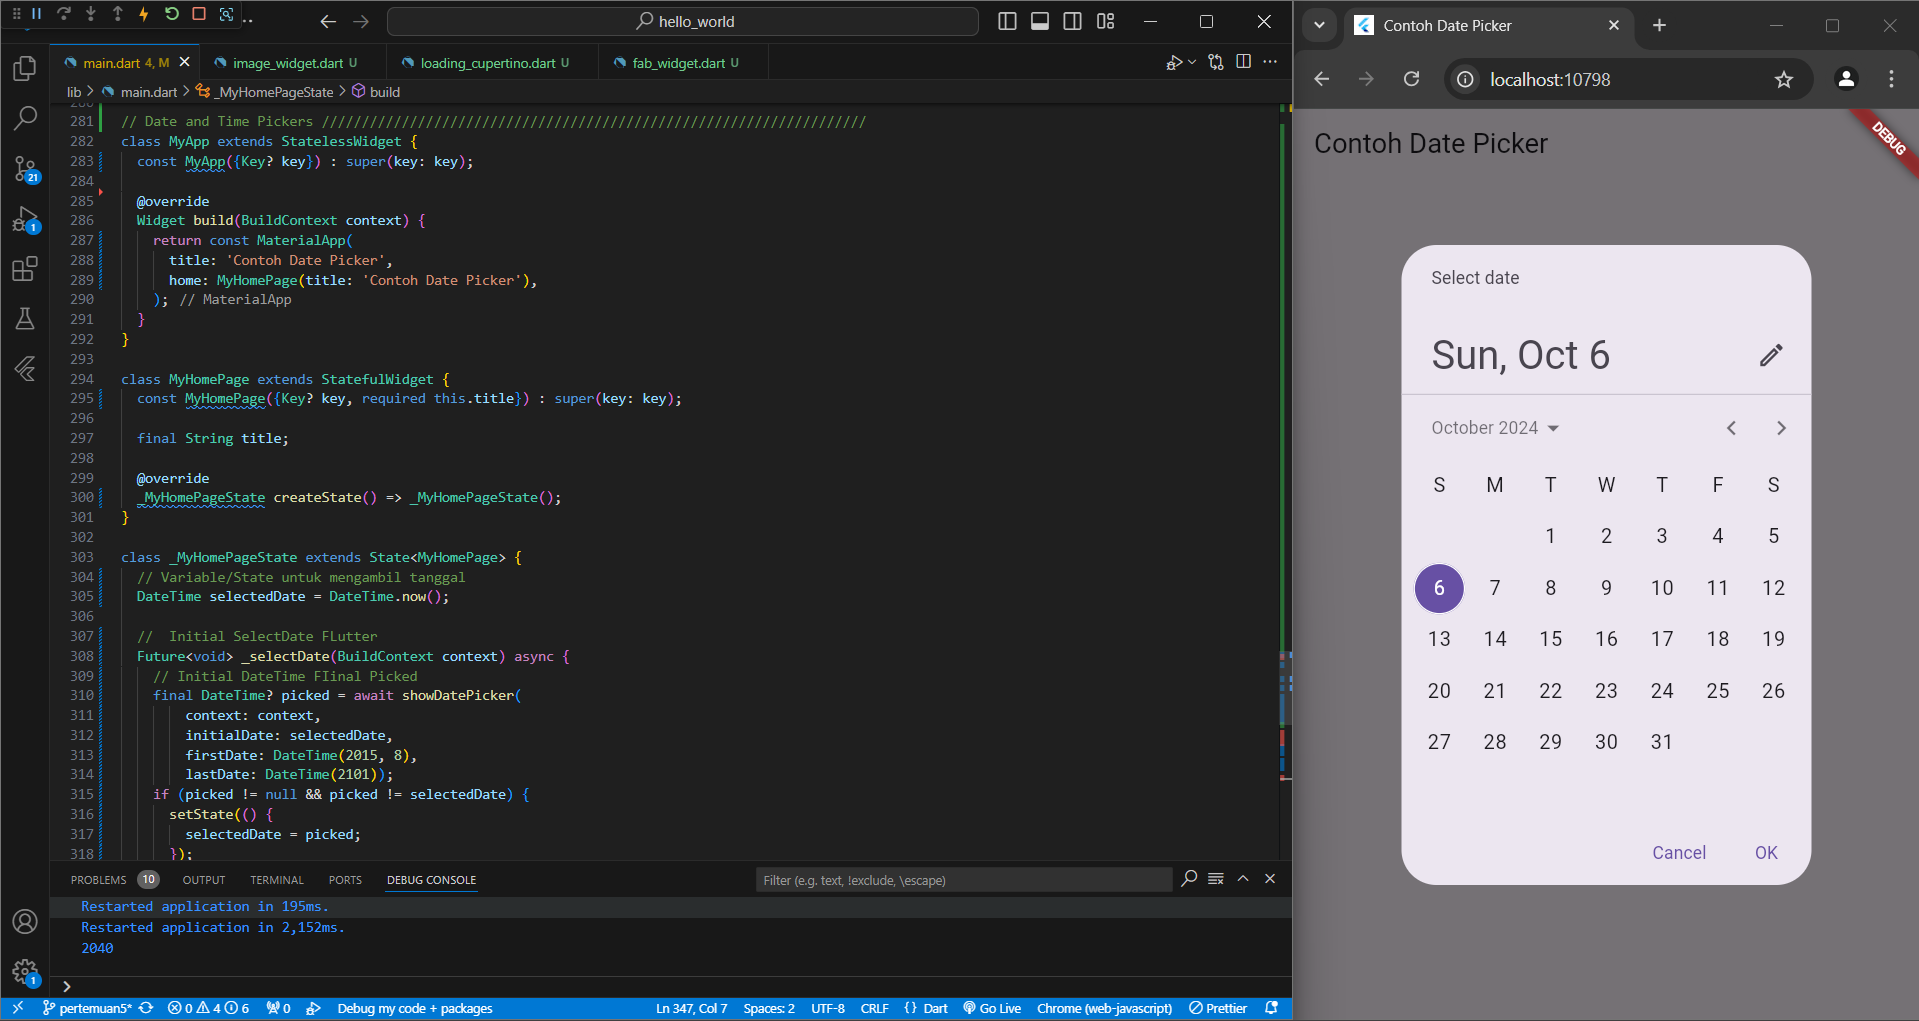 hello_world
main.dart 4, M
image_widget.dart U
loading_cupertino.dart U
fab_widget.dart U
lib > main.dart > _MyHomePageState > build
281 // Date and Time Pickers ////////////////////////////////////////////////////////////////////
282 class MyApp extends StatelessWidget {
283 const MyApp({Key? key}) : super(key: key);
284
285 @override
286 Widget build(BuildContext context) {
287 return const MaterialApp(
288 title: 'Contoh Date Picker',
289 home: MyHomePage(title: 'Contoh Date Picker'),
290 ); // MaterialApp
291 }
292 }
293
294 class MyHomePage extends StatefulWidget {
295 const MyHomePage({Key? key, required this.title}) : super(key: key);
296
297 final String title;
298
299 @override
300 _MyHomePageState createState() => _MyHomePageState();
301 }
302
303 class _MyHomePageState extends State<MyHomePage> {
304 // Variable/State untuk mengambil tanggal
305 DateTime selectedDate = DateTime.now();
306
307 //  Initial SelectDate FLutter
308 Future<void> _selectDate(BuildContext context) async {
309 // Initial DateTime FIinal Picked
310 final DateTime? picked = await showDatePicker(
311 context: context,
312 initialDate: selectedDate,
313 firstDate: DateTime(2015, 8),
314 lastDate: DateTime(2101));
315 if (picked != null && picked != selectedDate) {
316 setState(() {
317 selectedDate = picked;
318 });
PROBLEMS 10 OUTPUT TERMINAL PORTS DEBUG CONSOLE
Filter (e.g. text, !exclude, \escape)
Restarted application in 195ms.
Restarted application in 2,152ms.
2040
21
1
1
pertemuan5* 0 4 6 0 Debug my code + packages Ln 347, Col 7 Spaces: 2 UTF-8 CRLF {} Dart Go Live Chrome (web-javascript) Prettier
Contoh Date Picker
localhost:10798
Contoh Date Picker
DEBUG
Select date
Sun, Oct 6
October 2024
S M T W T F S
1 2 3 4 5
6 7 8 9 10 11 12
13 14 15 16 17 18 19
20 21 22 23 24 25 26
27 28 29 30 31
Cancel OK